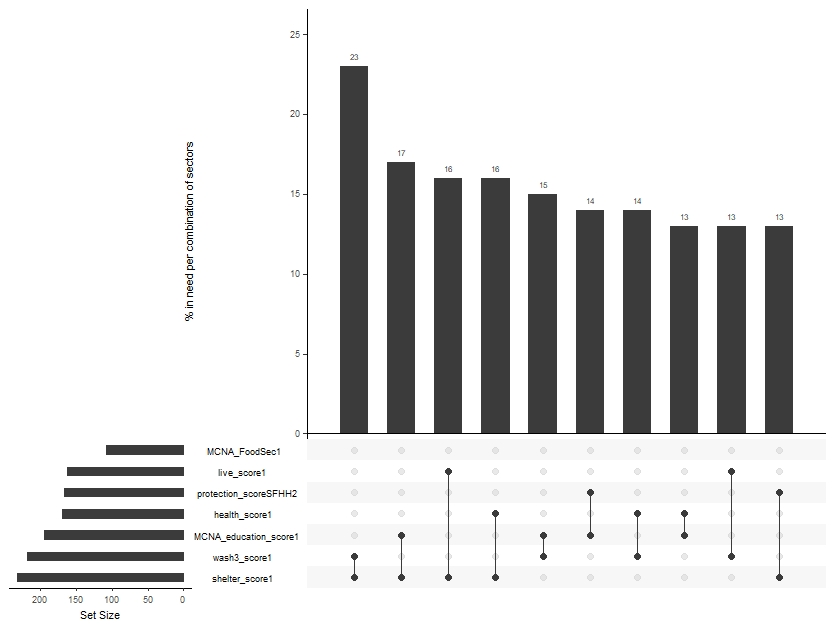 25
20
15
10
5
0
% in need per combination of sectors
23
17
16
16
15
14
14
13
13
13
MCNA_FoodSec1
live_score1
protection_scoreSFHH2
health_score1
MCNA_education_score1
wash3_score1
shelter_score1
200 150 100 50 0
Set Size